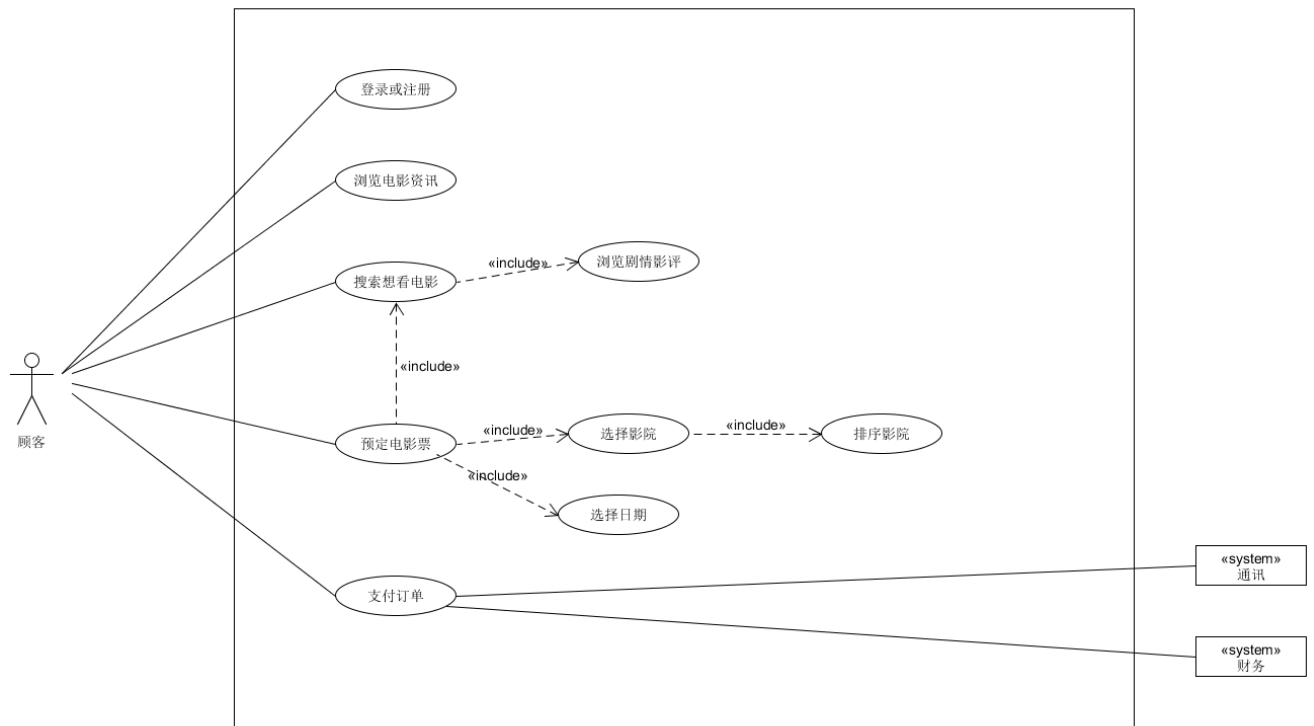 登录或注册
浏览电影资讯
«include»
浏览剧情影评
搜索想看电影
«include»
顾客
预定电影票
«include»
选择影院
«include»
排序影院
«include»
选择日期
支付订单
«system»
通讯
«system»
财务